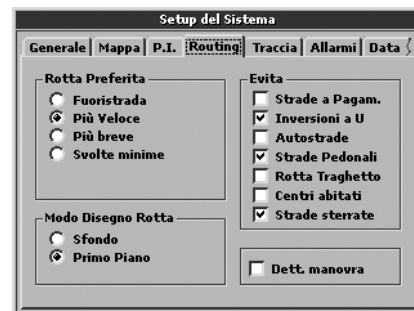 Setup del Sistema
Generale Mappa P.I. Routing Traccia Allarmi Data
Rotta Preferita
Fuoristrada
Più Veloce
Più breve
Svolte minime
Modo Disegno Rotta
Sfondo
Primo Piano
Evita
Strade a Pagam.
Inversioni a U
Autostrade
Strade Pedonali
Rotta Traghetto
Centri abitati
Strade sterrate
Dett. manovra